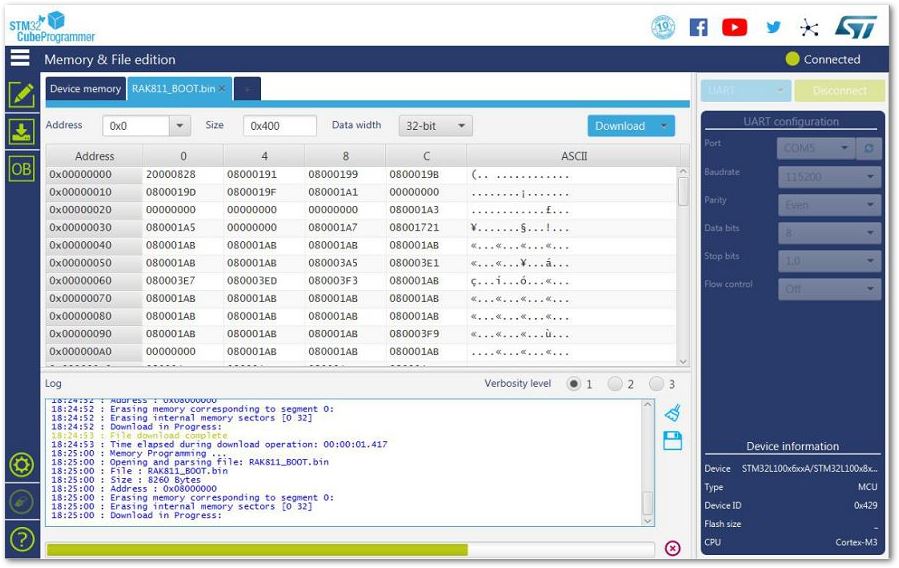 STM32
CubeProgrammer
10
ST
Memory & File edition
Connected
Device memory
RAK811_BOOT.bin ×
+
UART
Disconnect
Address 0x0 Size 0x400 Data width 32-bit Download
Address 0 4 8 C ASCII
0x00000000 20000828 08000191 08000199 0800019B (.. ............
0x00000010 0800019D 0800019F 080001A1 00000000 ........¡.......
0x00000020 00000000 00000000 00000000 080001A3 ............£...
0x00000030 080001A5 00000000 080001A7 08001721 ¥.......§...!...
0x00000040 080001AB 080001AB 080001AB 080001AB «...«...«...«...
0x00000050 080001AB 080001AB 080003A5 080003E1 «...«...¥...á...
0x00000060 080003E7 080003ED 080003F3 080001AB ç...í...ó...«...
0x00000070 080001AB 080001AB 080001AB 080001AB «...«...«...«...
0x00000080 080001AB 080001AB 080001AB 080001AB «...«...«...«...
0x00000090 080001AB 080001AB 080001AB 080003F9 «...«...«...ù...
0x000000A0 00000000 080001AB 080001AB 080001AB ....«...«...«...
OB
Log Verbosity level 1 2 3
18:24:52 : Address : 0x08000000
18:24:52 : Erasing memory corresponding to segment 0:
18:24:52 : Erasing internal memory sectors [0 32]
18:24:52 : Download in Progress:
18:24:53 : File download complete
18:24:53 : Time elapsed during download operation: 00:00:01.417
18:25:00 : Memory Programming ...
18:25:00 : Opening and parsing file: RAK811_BOOT.bin
18:25:00 : File : RAK811_BOOT.bin
18:25:00 : Size : 8260 Bytes
18:25:00 : Address : 0x08000000
18:25:00 : Erasing memory corresponding to segment 0:
18:25:00 : Erasing internal memory sectors [0 32]
18:25:00 : Download in Progress:
?
UART configuration
Port COM5
Baudrate 115200
Parity Even
Data bits 8
Stop bits 1.0
Flow control Off
Device information
Device STM32L100x6xxA/STM32L100x8x...
Type MCU
Device ID 0x429
Flash size _
CPU Cortex-M3